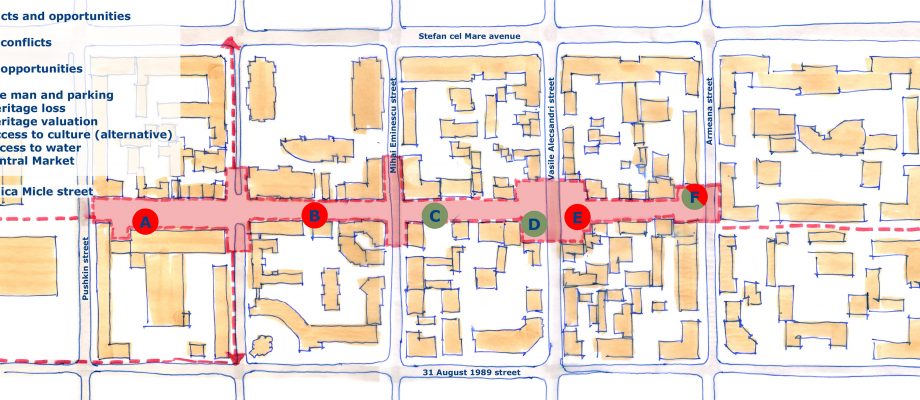 cts and opportunities
conflicts
opportunities
e man and parking
eritage loss
eritage valuation
ccess to culture (alternative)
ccess to water
entral Market
ica Micle street
Stefan cel Mare avenue
Pushkin street
Mihai Eminescu street
Vasile Alecsandri street
Armeana street
A
B
C
D
E
F
31 August 1989 street